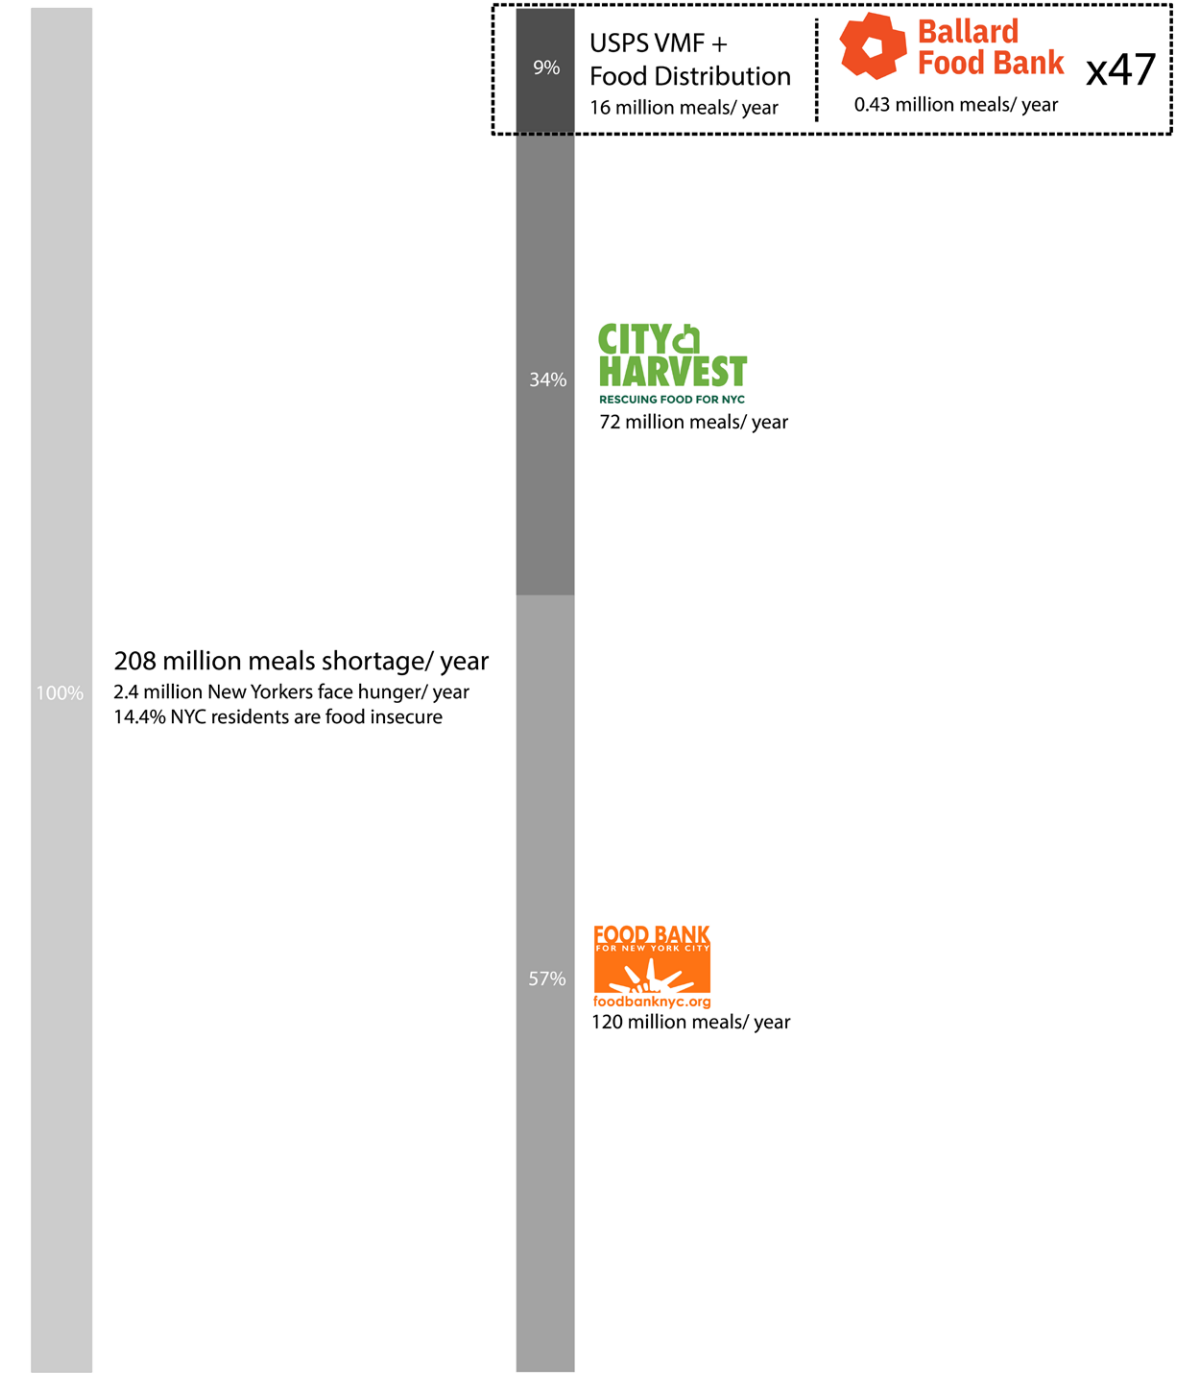 100%
208 million meals shortage/ year
2.4 million New Yorkers face hunger/ year
14.4% NYC residents are food insecure
9%
USPS VMF +
Food Distribution
16 million meals/ year
Ballard
Food Bank
0.43 million meals/ year
x47
34%
CITY
HARVEST
RESCUING FOOD FOR NYC
72 million meals/ year
57%
FOOD BANK
FOR NEW YORK CITY
foodbanknyc.org
120 million meals/ year